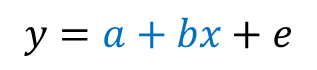 y = a + bx + e